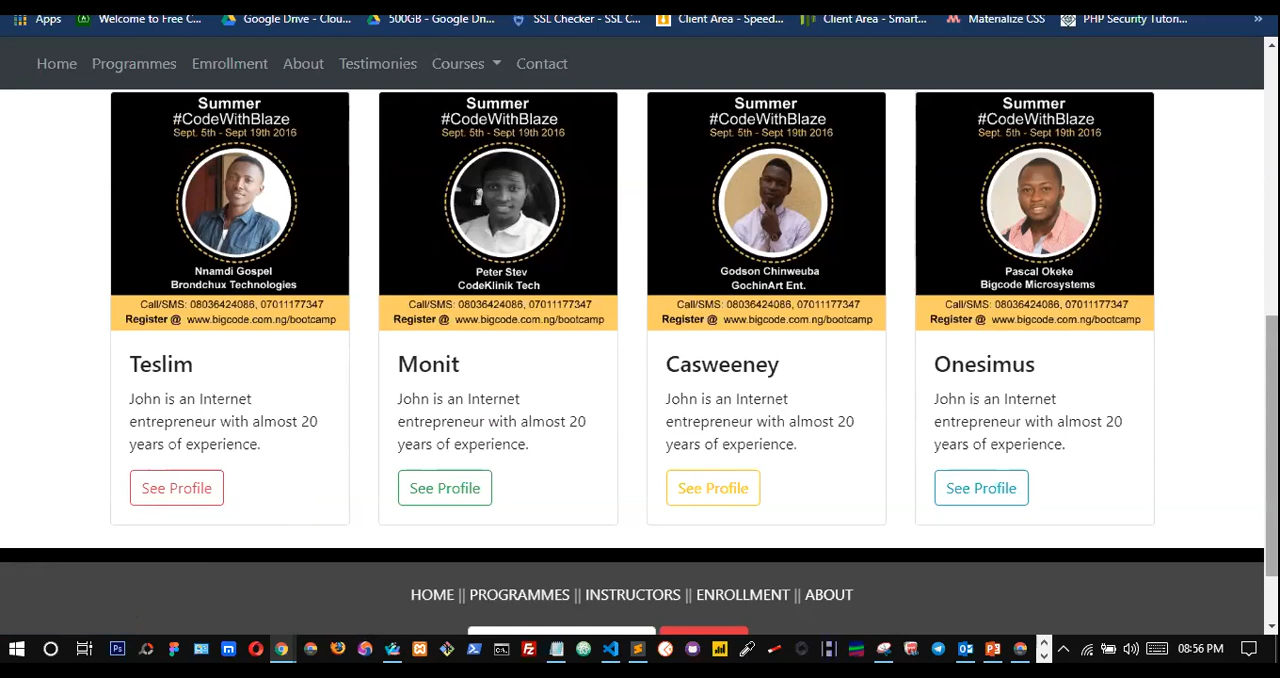 Apps Welcome to Free C... Google Drive - Clou... 500GB - Google Dri... SSL Checker - SSL C... Client Area - Speed... Client Area - Smart... Materialize CSS PHP Security Tutori... »
Home Programmes Emrollment About Testimonies Courses Contact
Summer
#CodeWithBlaze
Sept. 5th - Sept 19th 2016
Nnamdi Gospel
Brondchux Technologies
Call/SMS: 08036424086, 07011177347
Register @ www.bigcode.com.ng/bootcamp
Teslim
John is an Internet
entrepreneur with almost 20
years of experience.
See Profile
Summer
#CodeWithBlaze
Sept. 5th - Sept 19th 2016
Peter Stev
CodeKlinik Tech
Call/SMS: 08036424086, 07011177347
Register @ www.bigcode.com.ng/bootcamp
Monit
John is an Internet
entrepreneur with almost 20
years of experience.
See Profile
Summer
#CodeWithBlaze
Sept. 5th - Sept 19th 2016
Godson Chinweuba
GochinArt Ent.
Call/SMS: 08036424086, 07011177347
Register @ www.bigcode.com.ng/bootcamp
Casweeney
John is an Internet
entrepreneur with almost 20
years of experience.
See Profile
Summer
#CodeWithBlaze
Sept. 5th - Sept 19th 2016
Pascal Okeke
Bigcode Microsystems
Call/SMS: 08036424086, 07011177347
Register @ www.bigcode.com.ng/bootcamp
Onesimus
John is an Internet
entrepreneur with almost 20
years of experience.
See Profile
HOME || PROGRAMMES || INSTRUCTORS || ENROLLMENT || ABOUT
08:56 PM